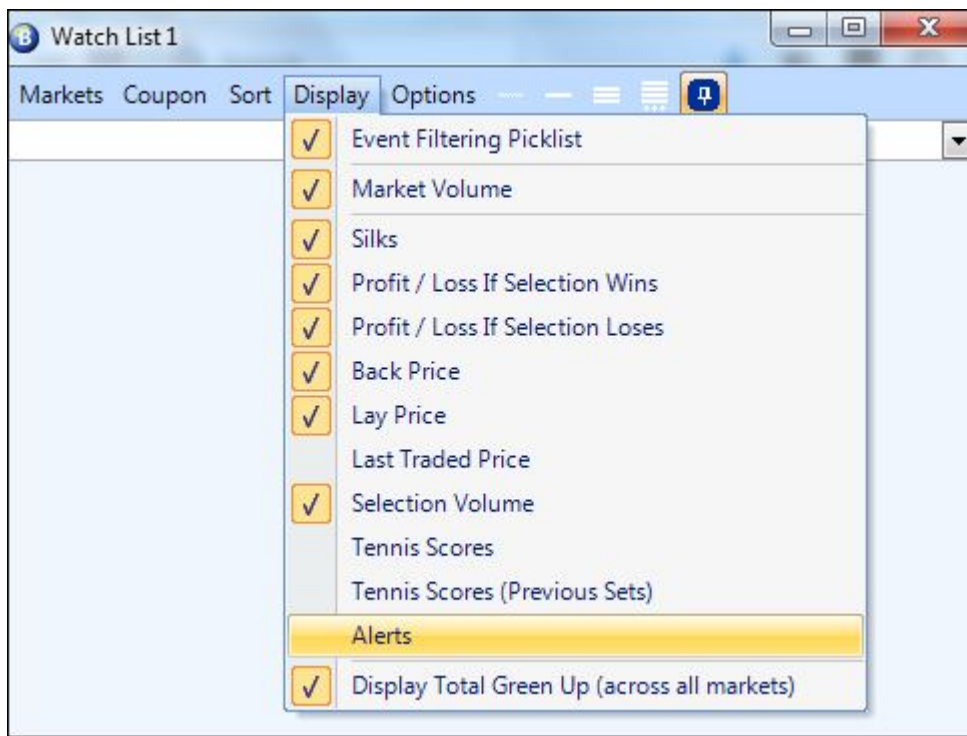 B Watch List 1
Markets Coupon Sort Display Options
Event Filtering Picklist
Market Volume
Silks
Profit / Loss If Selection Wins
Profit / Loss If Selection Loses
Back Price
Lay Price
Last Traded Price
Selection Volume
Tennis Scores
Tennis Scores (Previous Sets)
Alerts
Display Total Green Up (across all markets)